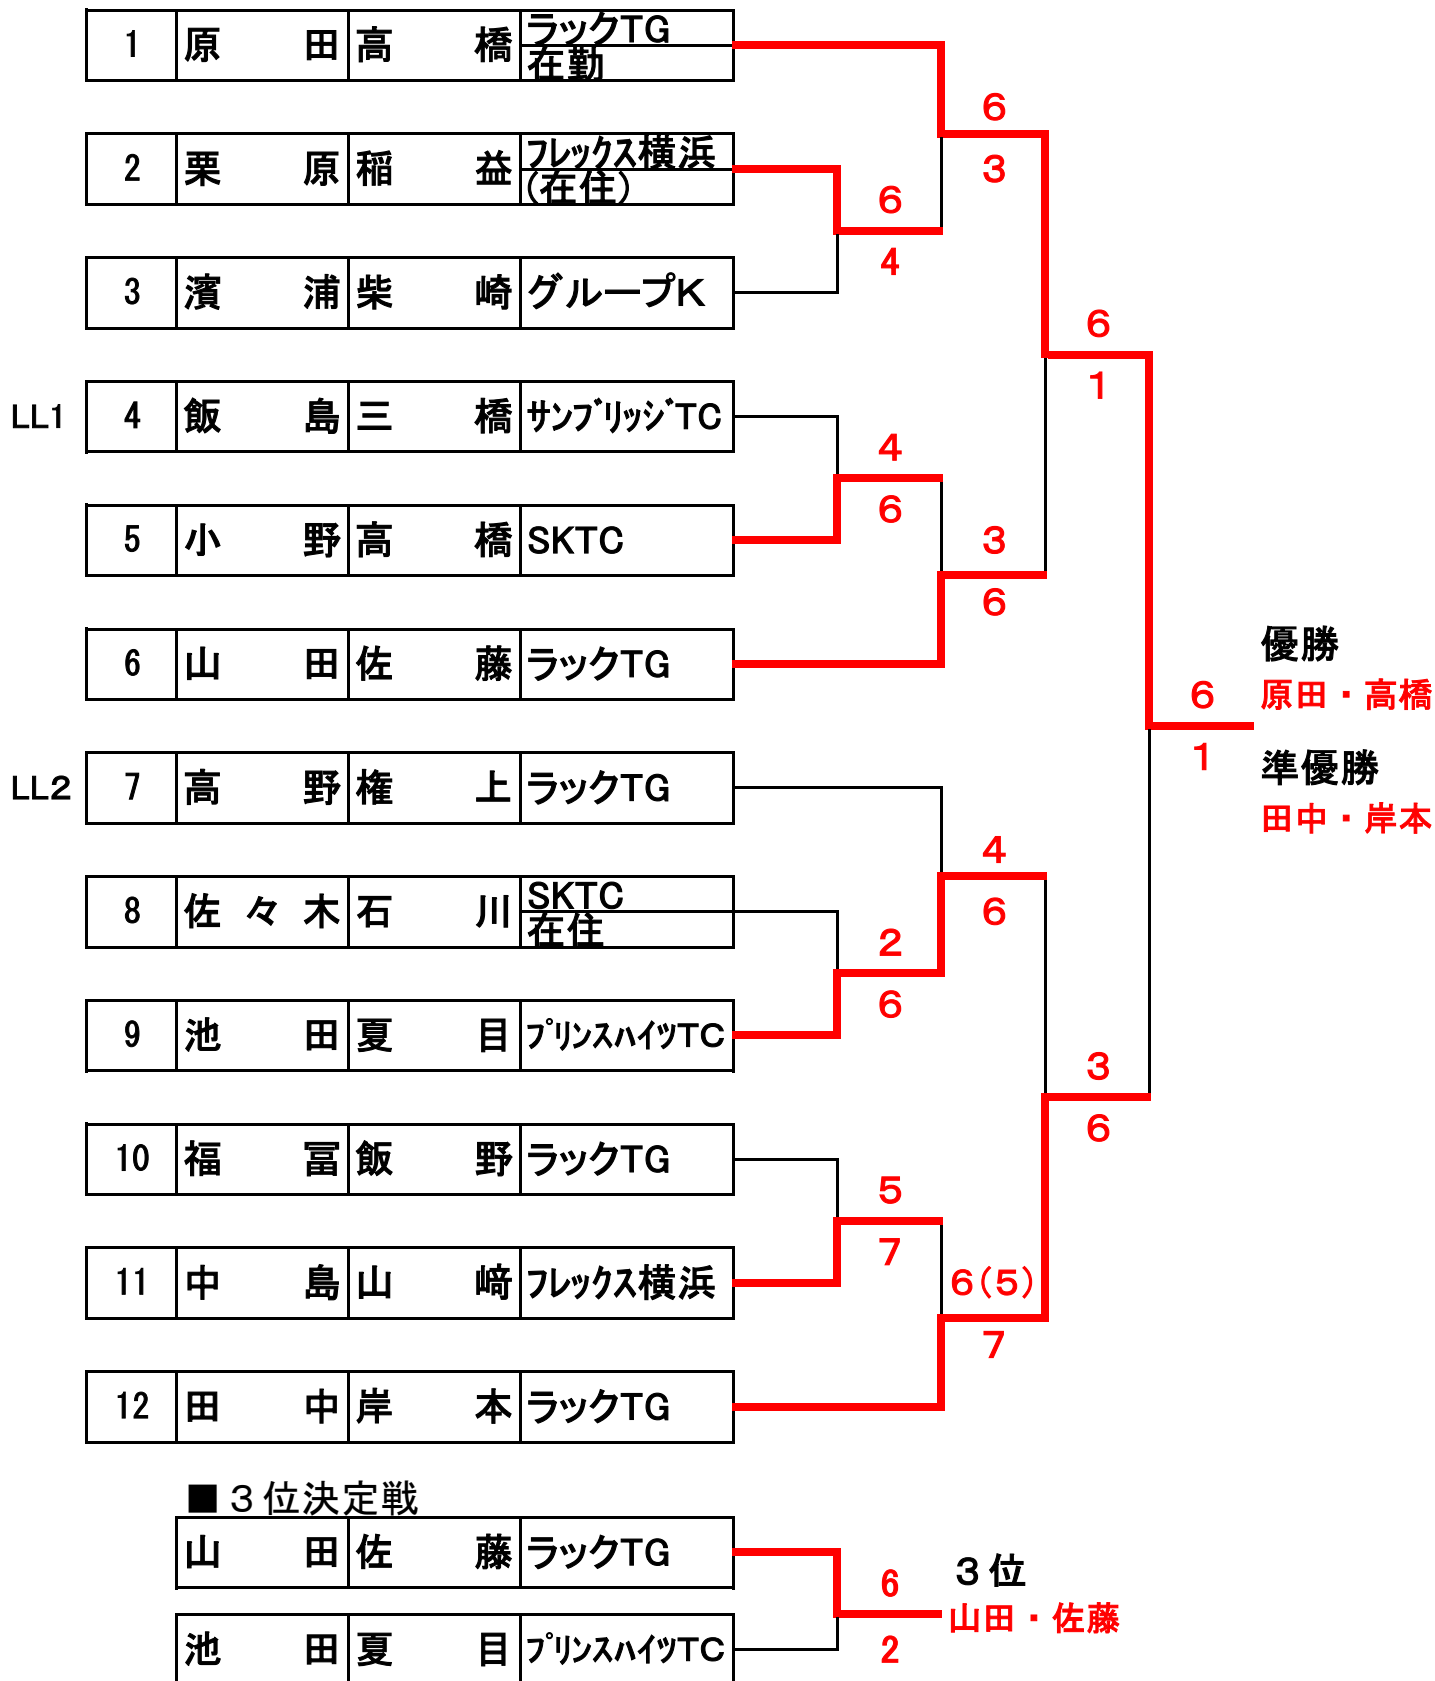 1 原田 高橋 ラックTG
在勤
6
3
2 栗原 稲益 フレックス横浜
(在住)
6
4
3 濱浦 柴崎 グループK
6
1
LL1 4 飯島 三橋 サンブリッジTC
4
6
5 小野 高橋 SKTC
3
6
6 山田 佐藤 ラックTG
優勝
6 原田・高橋
1
準優勝
田中・岸本
LL2 7 高野 権上 ラックTG
4
6
8 佐々木 石川 SKTC
在住
2
6
9 池田 夏目 プリンスハイツTC
3
6
10 福冨 飯野 ラックTG
5
7
11 中島 山﨑 フレックス横浜
6(5)
7
12 田中 岸本 ラックTG
■3位決定戦
山田 佐藤 ラックTG
6
2
3位
山田・佐藤
池田 夏目 プリンスハイツTC